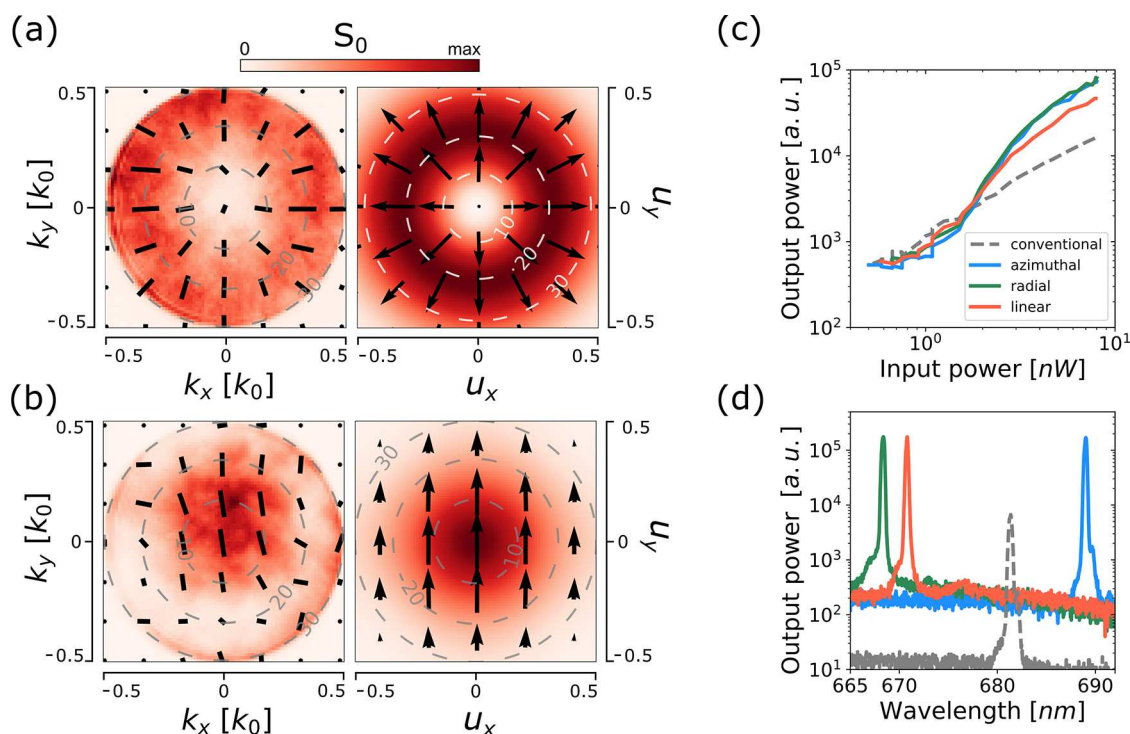 (a)
S0
0 max
0.5
0
-0.5
ky [k0]
10
20
30
-0.5 0 0.5
kx [k0]
10
20
30
0.5
0
-0.5
uy
-0.5 0 0.5
ux
(b)
0.5
0
-0.5
ky [k0]
10
20
30
-0.5 0 0.5
kx [k0]
30
20
10
0.5
0
-0.5
uy
-0.5 0 0.5
ux
(c)
Output power [a. u.]
10^5
10^4
10^3
10^2
conventional
azimuthal
radial
linear
10^0 10^1
Input power [nW]
(d)
Output power [a. u.]
10^5
10^4
10^3
10^2
10^1
665 670 680 690
Wavelength [nm]